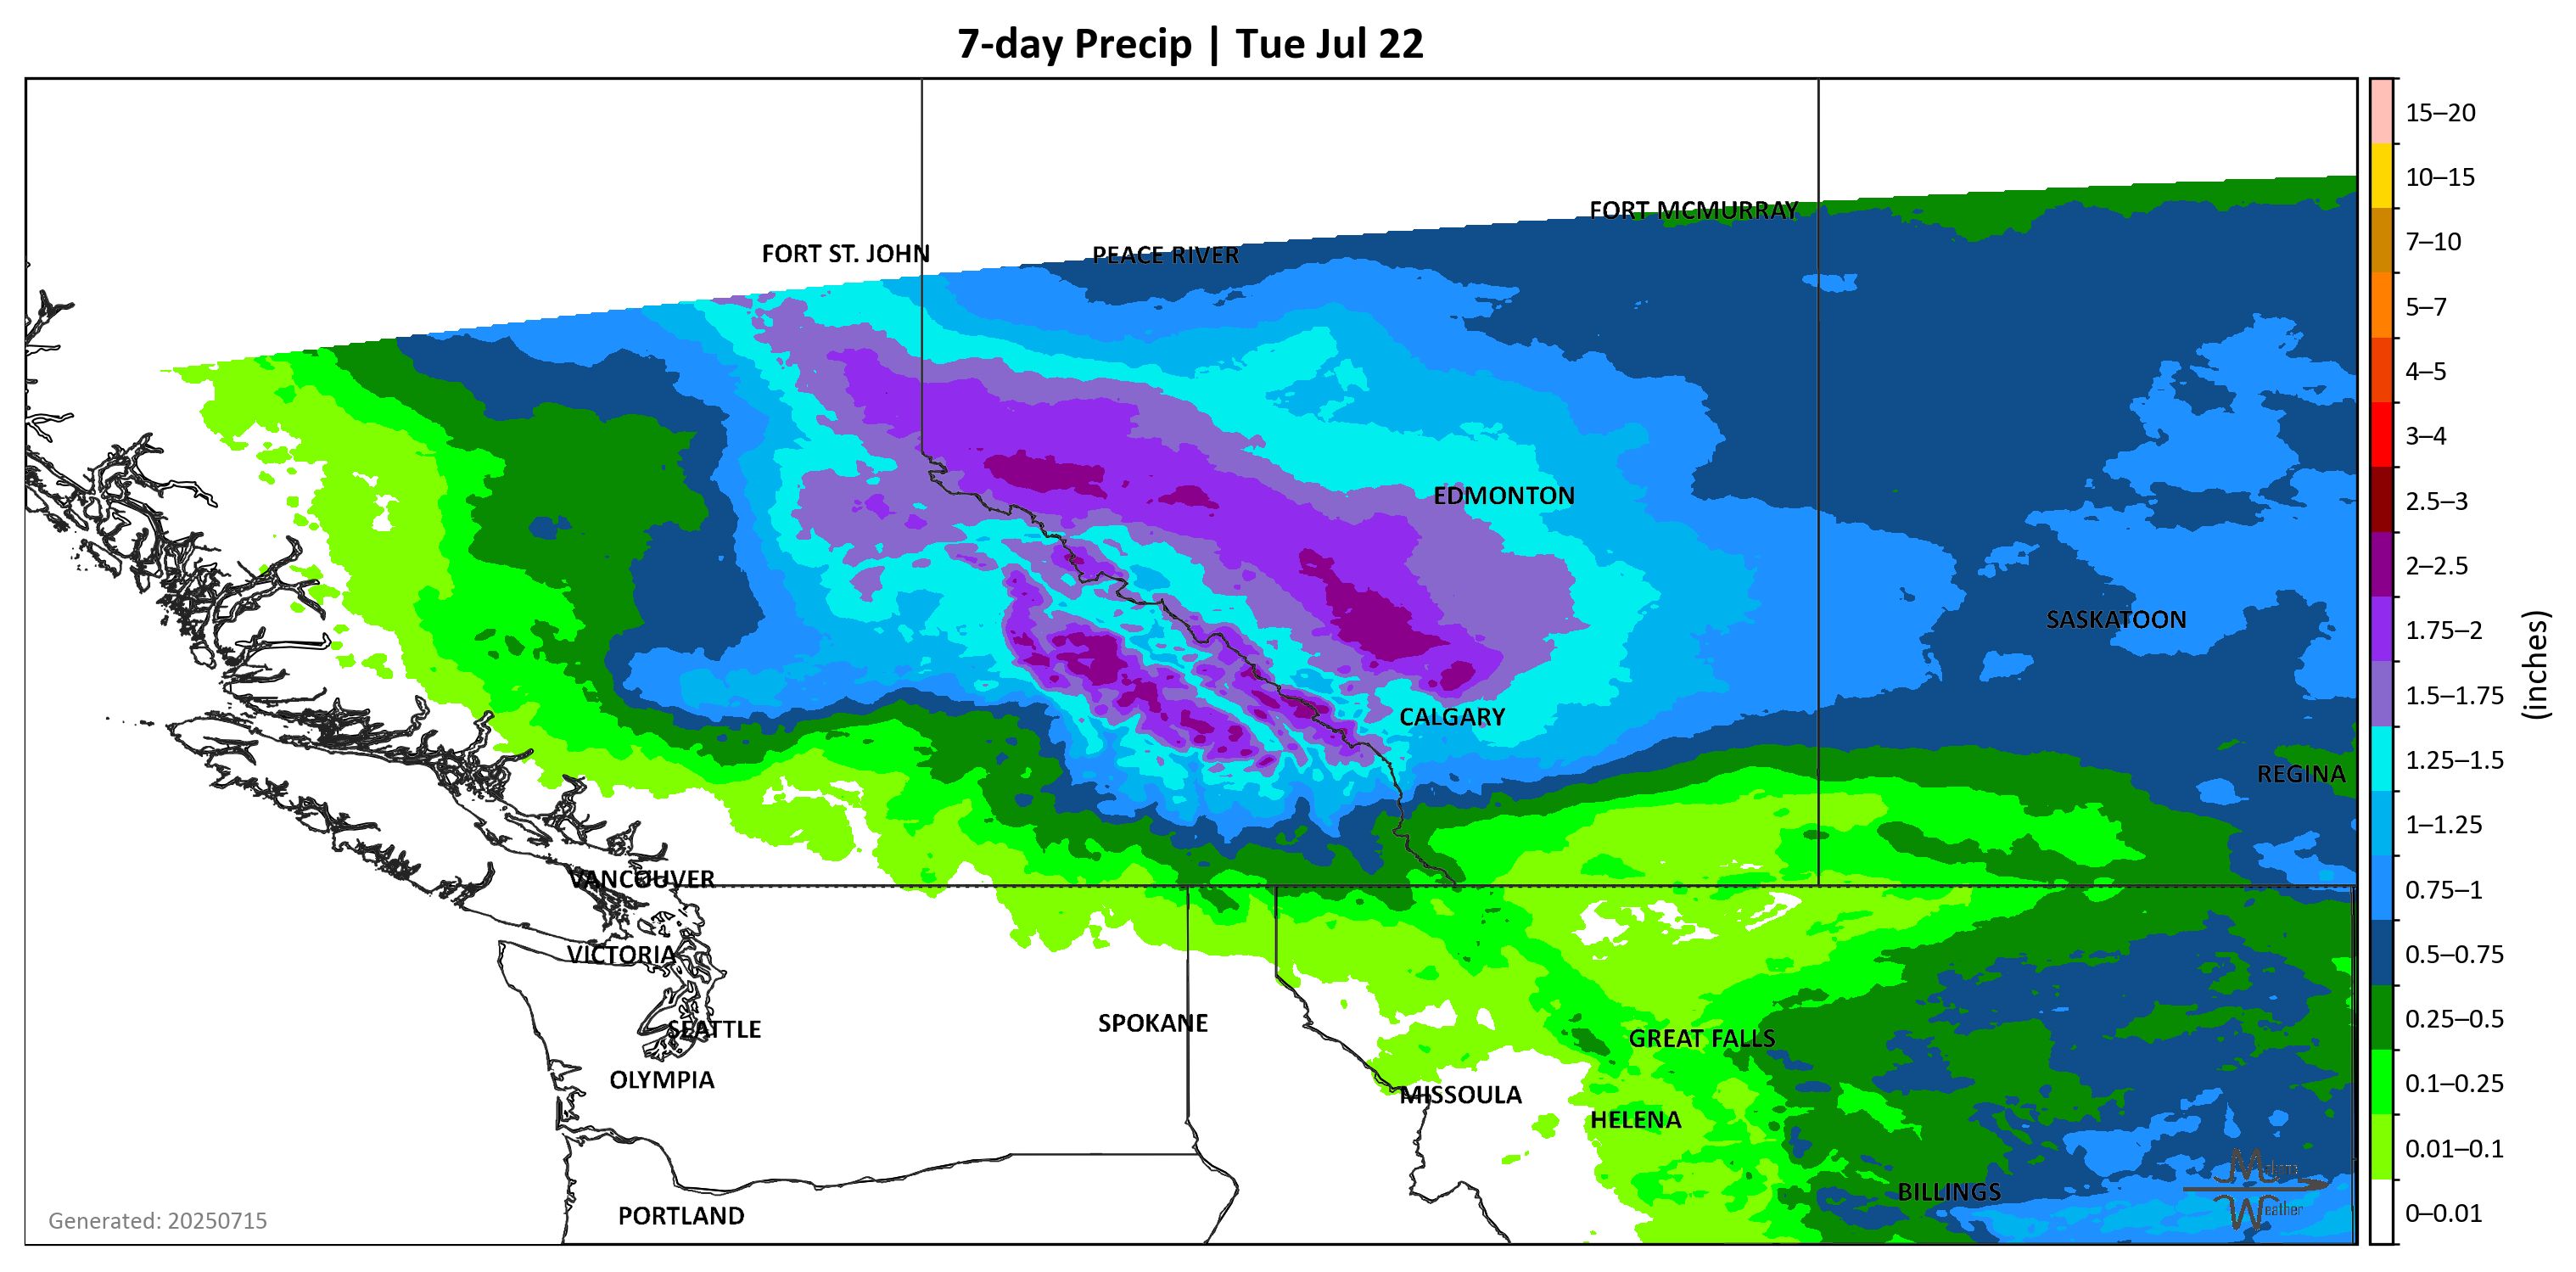 7-day Precip | Tue Jul 22
15–20
10–15
FORT MCMURRAY
7–10
FORT ST. JOHN
PEACE RIVER
5–7
4–5
3–4
EDMONTON
2.5–3
2–2.5
SASKATOON
1.75–2
(inches)
1.5–1.75
CALGARY
1.25–1.5
REGINA
1–1.25
VANCOUVER
0.75–1
VICTORIA
0.5–0.75
SPOKANE
0.25–0.5
SEATTLE
GREAT FALLS
OLYMPIA
0.1–0.25
MISSOULA
HELENA
0.01–0.1
BILLINGS
Weather
PORTLAND
0–0.01
Generated: 20250715